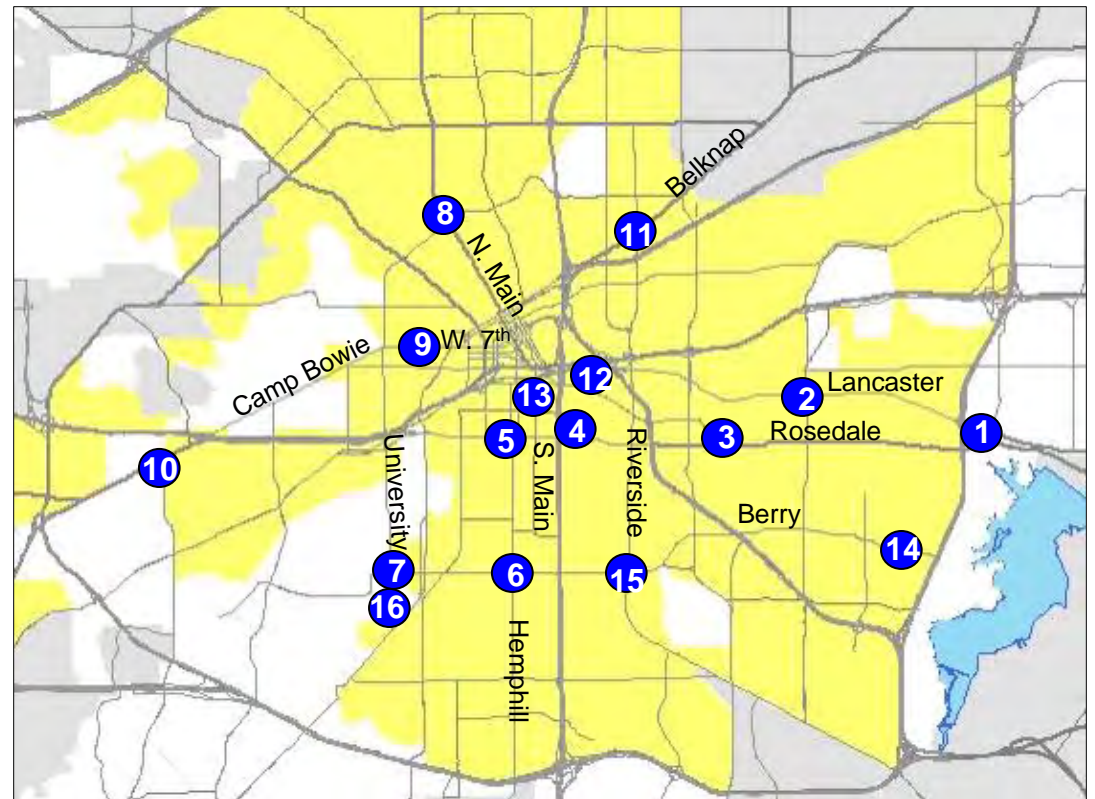 Belknap
8
11
N. Main
9
W. 7th
Camp Bowie
12
13
2
Lancaster
1
4
5
3
Rosedale
10
University
S. Main
Riverside
Berry
14
7
6
15
16
Hemphill